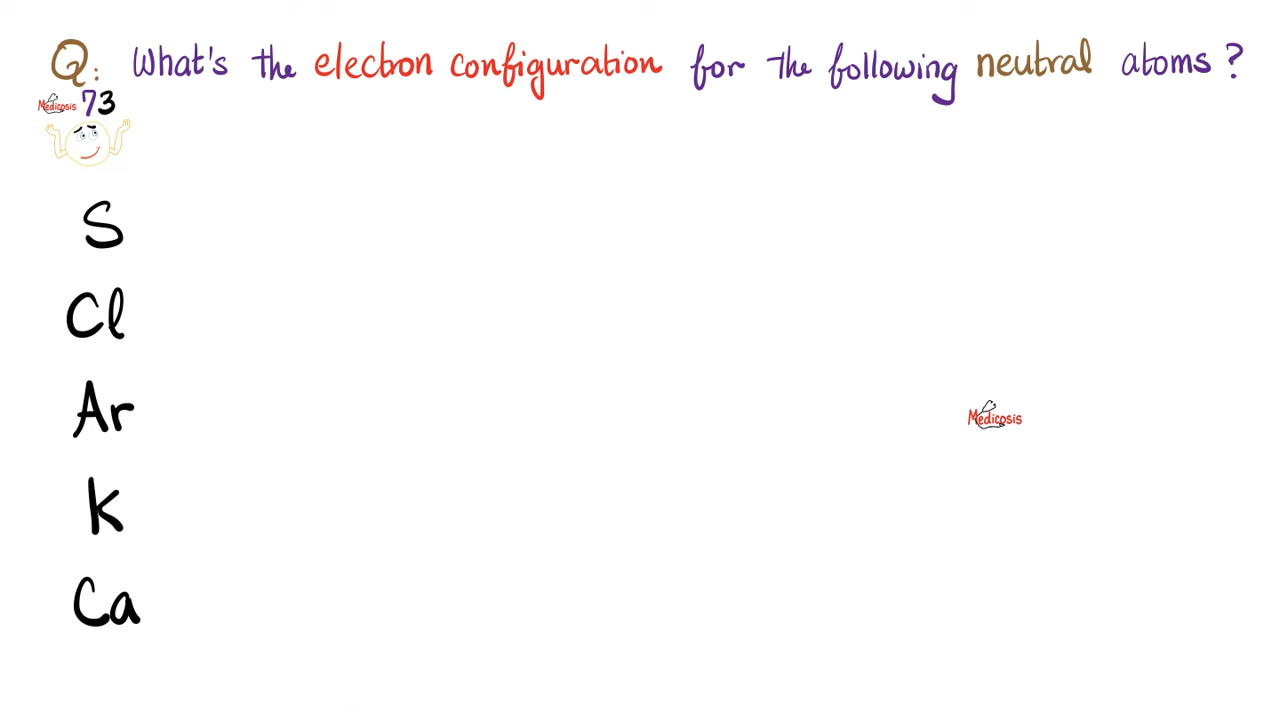 Q: What's the electron configuration for the following neutral atoms?
Medicosis 73
S
Cl
Ar
Medicosis
K
Ca